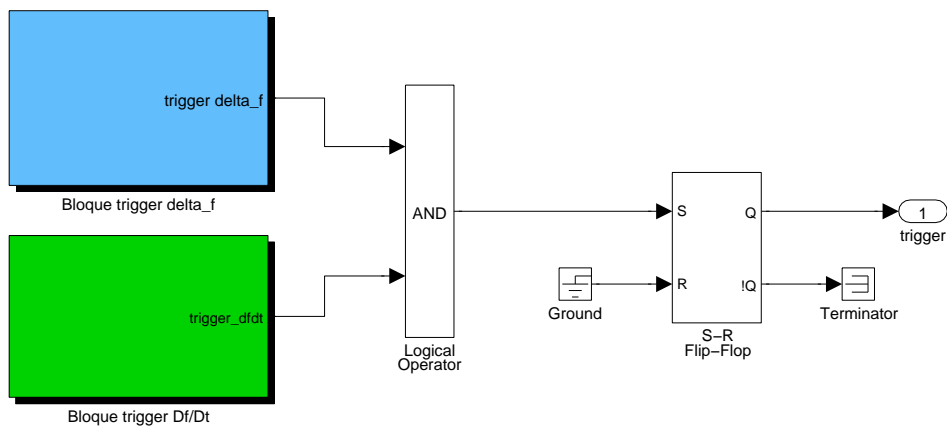 trigger delta_f
Bloque trigger delta_f
trigger_dfdt
Bloque trigger Df/Dt
AND
Logical
Operator
Ground
S
R
Q
!Q
S−R
Flip−Flop
1
trigger
Terminator